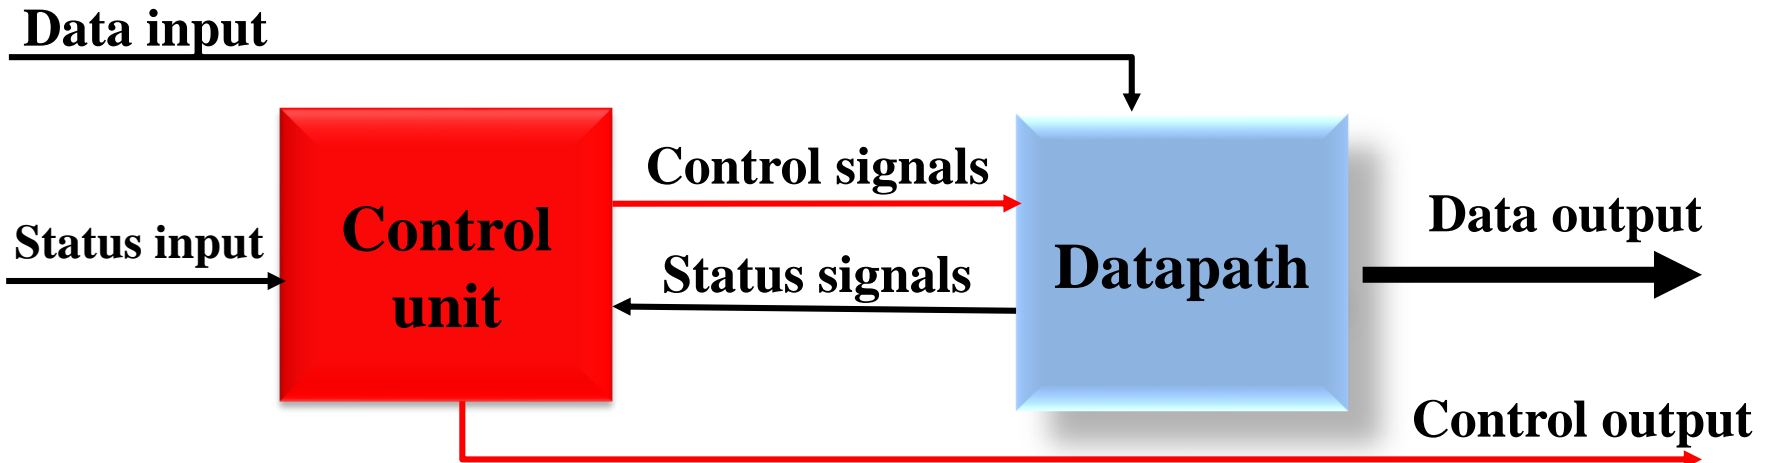 Data input
Control signals
Status input
Control
unit
Status signals
Datapath
Data output
Control output